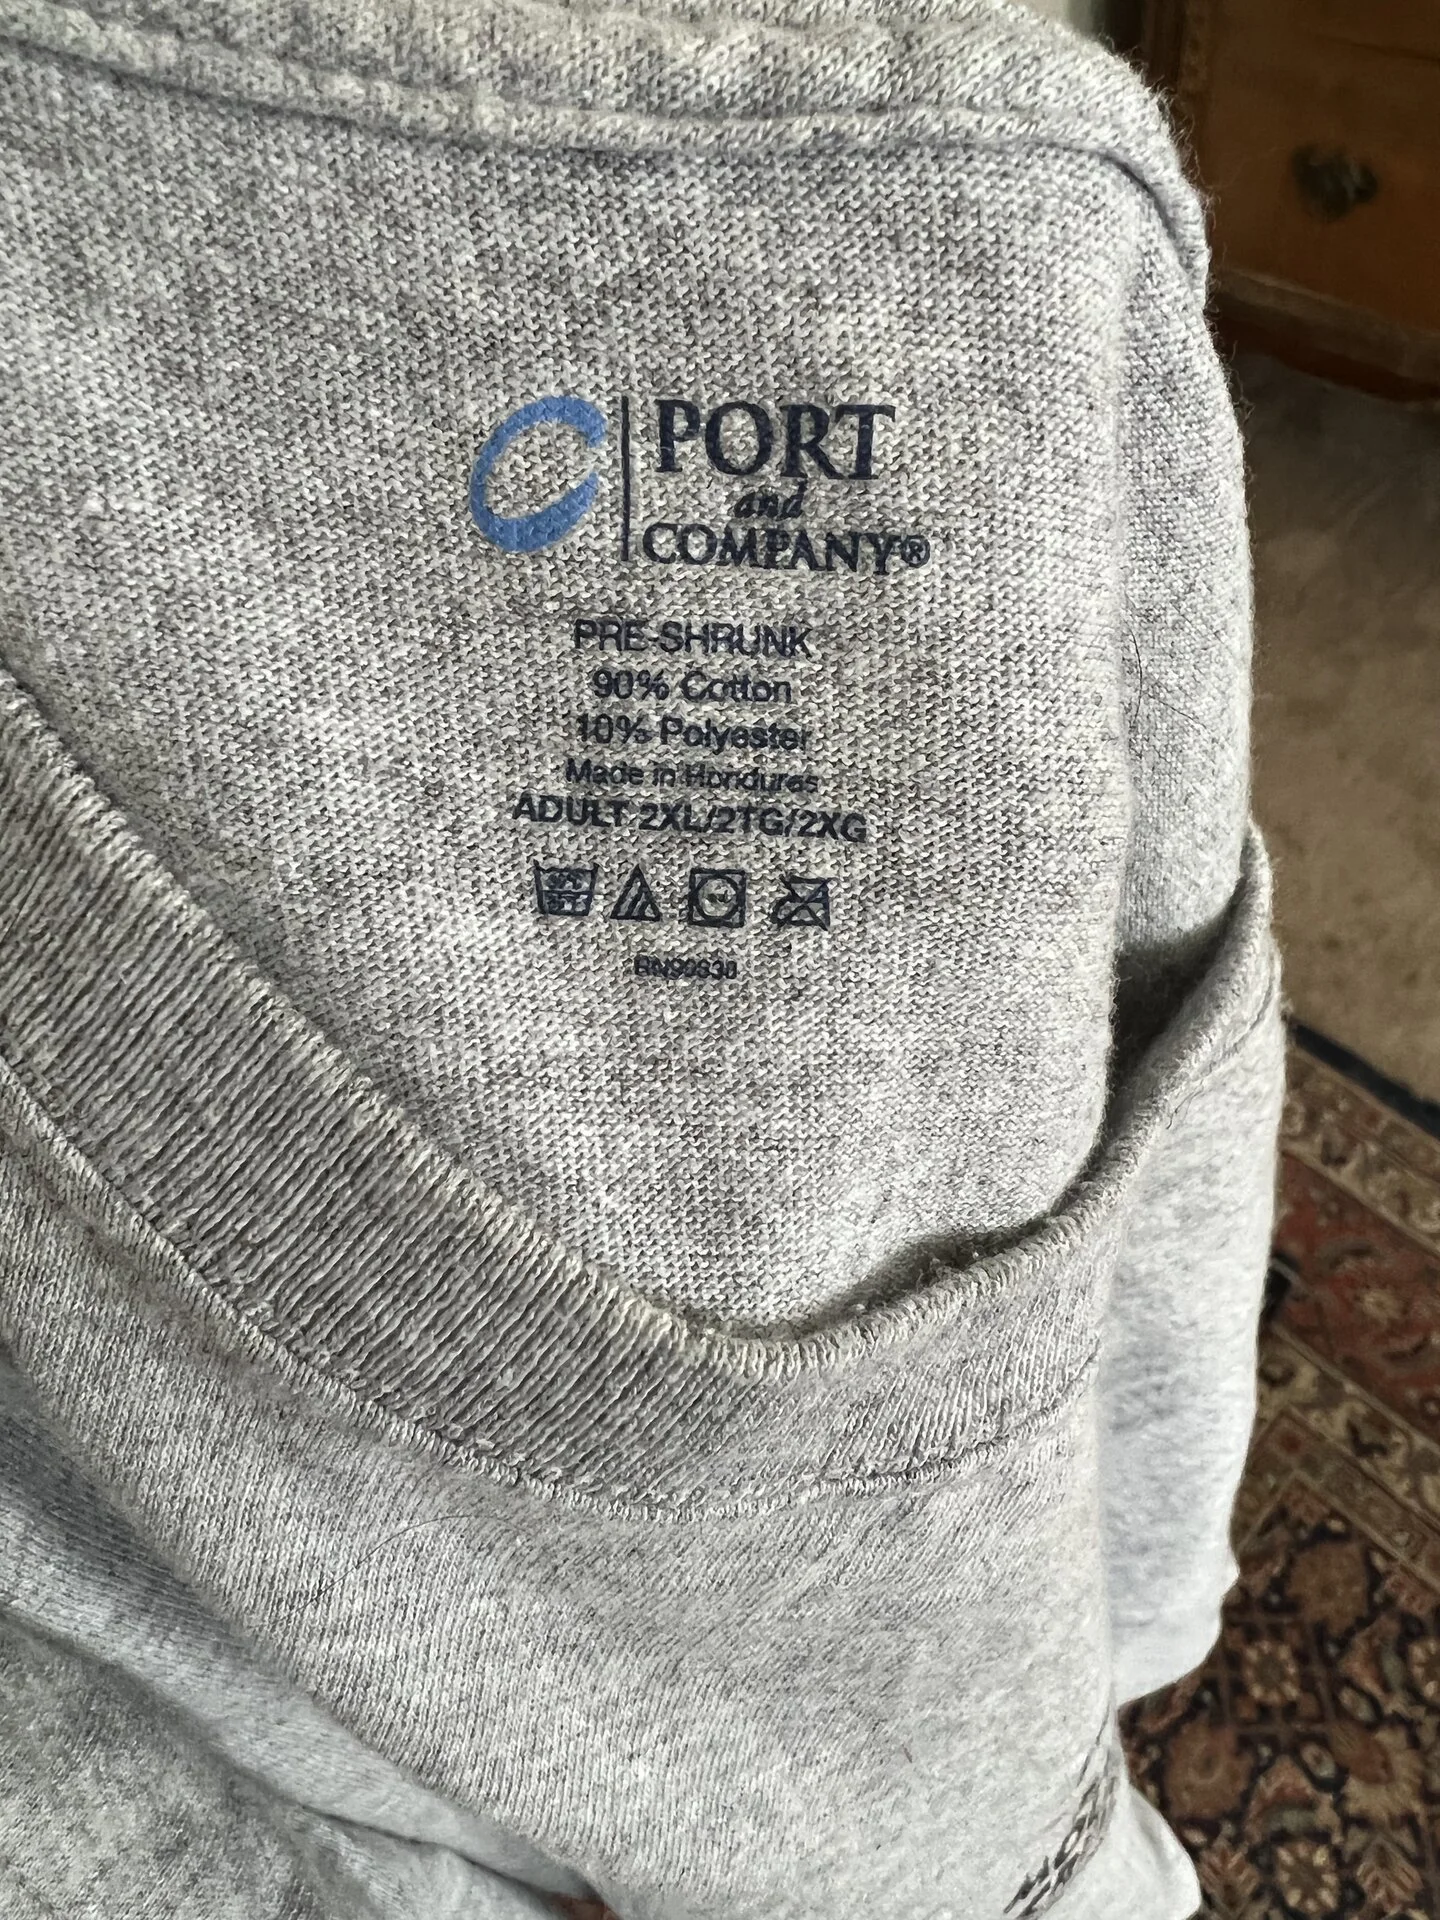 PORT
and
COMPANY®
PRE-SHRUNK
90% Cotton
10% Polyester
Made in Honduras
ADULT 2XL/2TG/2XG